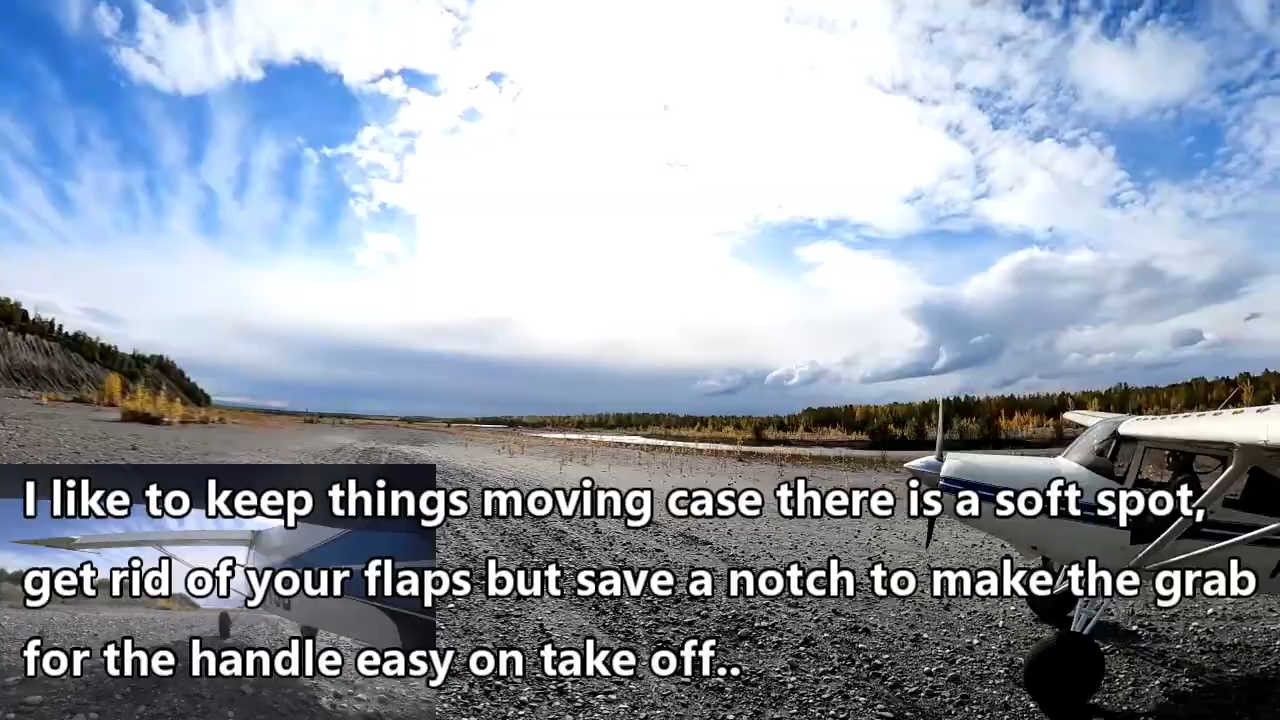 I like to keep things moving case there is a soft spot,
get rid of your flaps but save a notch to make the grab
for the handle easy on take off..